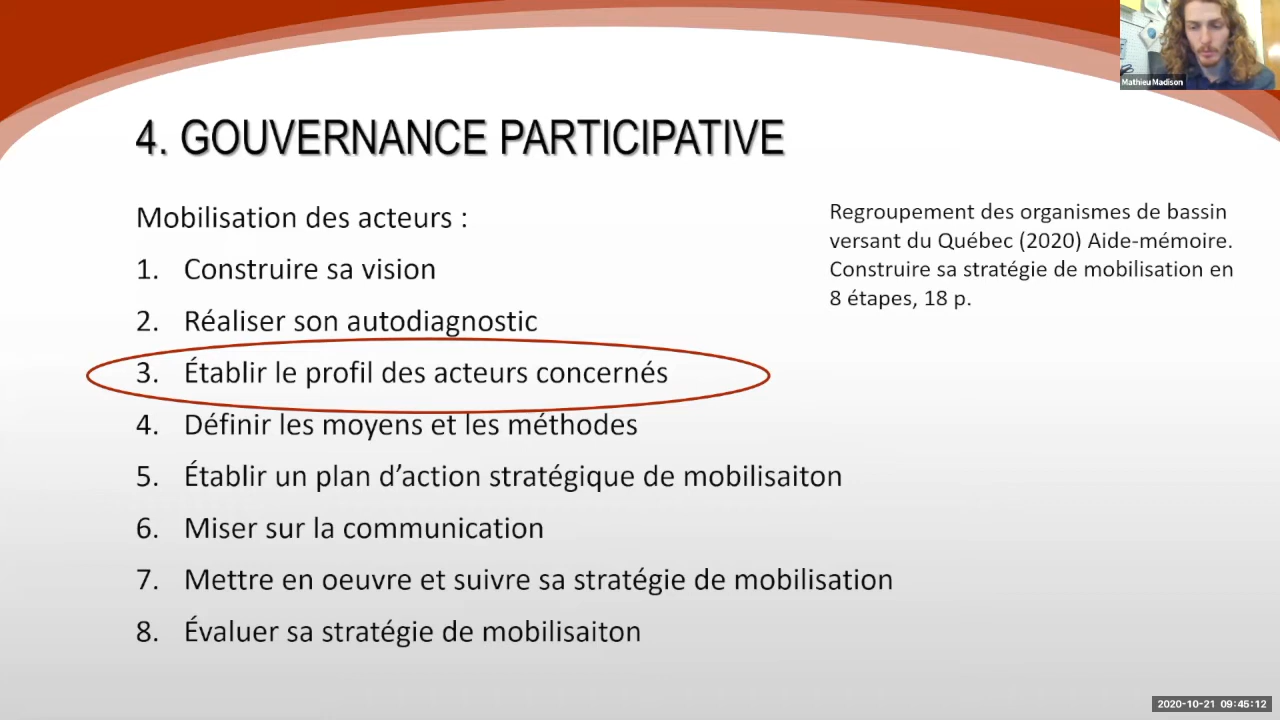 Mathieu Madison
4. GOUVERNANCE PARTICIPATIVE
Mobilisation des acteurs :
1. Construire sa vision
2. Réaliser son autodiagnostic
3. Établir le profil des acteurs concernés
4. Définir les moyens et les méthodes
5. Établir un plan d’action stratégique de mobilisaiton
6. Miser sur la communication
7. Mettre en oeuvre et suivre sa stratégie de mobilisation
8. Évaluer sa stratégie de mobilisaiton
Regroupement des organismes de bassin
versant du Québec (2020) Aide-mémoire.
Construire sa stratégie de mobilisation en
8 étapes, 18 p.
2020-10-21 09:45:12